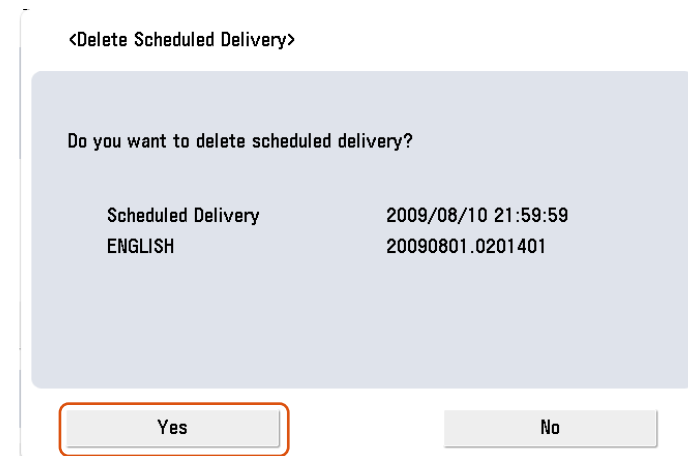 <Delete Scheduled Delivery>
Do you want to delete scheduled delivery?
Scheduled Delivery 2009/08/10 21:59:59
ENGLISH 20090801.0201401
Yes No